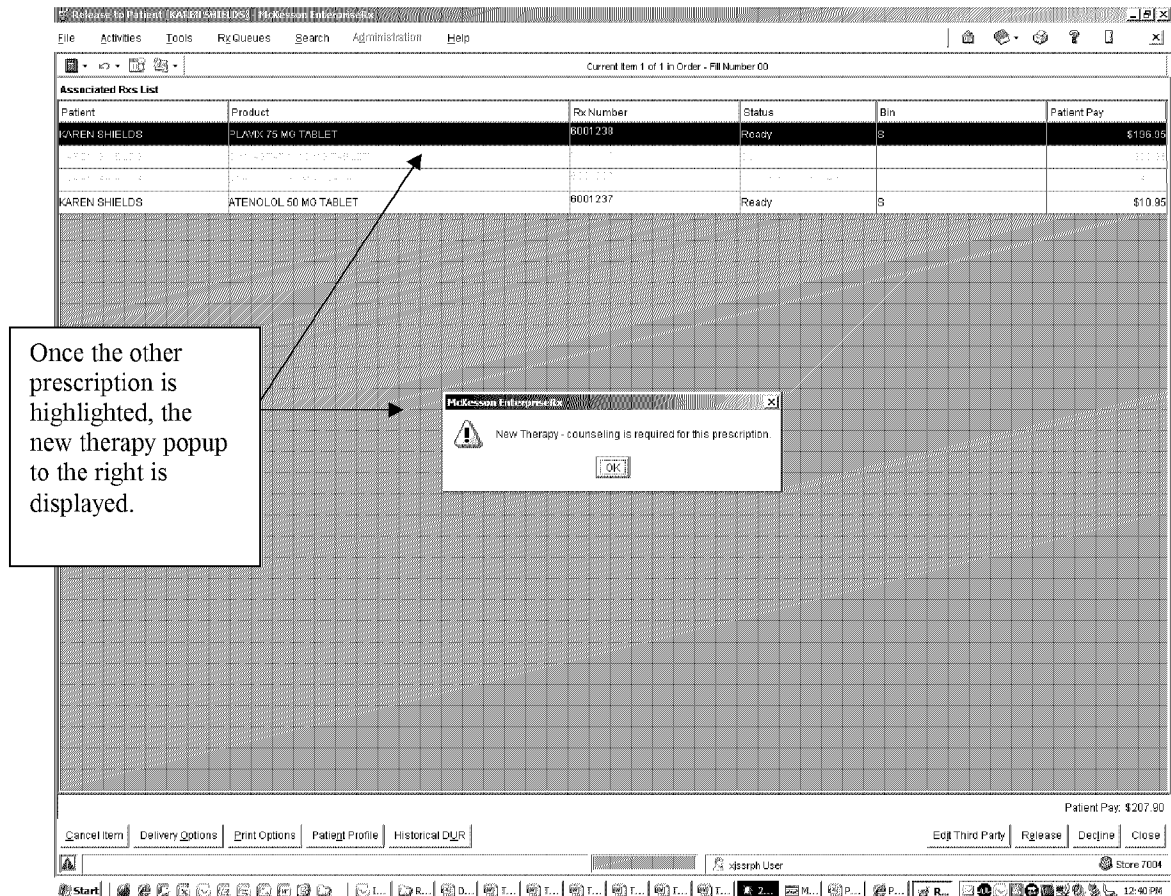 Release to Patient [KAREN SHIELDS] - McKesson EnterpriseRx
File Activities Tools RxQueues Search Administration Help
Current Item 1 of 1 in Order - Fill Number 00
Associated Rxs List
Patient Product Rx Number Status Bin Patient Pay
KAREN SHIELDS PLAVIX 75 MG TABLET 6001238 Ready S $196.95
KAREN SHIELDS ATENOLOL 50 MG TABLET 6001237 Ready S $10.95
Once the other
prescription is
highlighted, the
new therapy popup
to the right is
displayed.
McKesson EnterpriseRx
New Therapy - counseling is required for this prescription.
OK
Patient Pay: $207.90
Cancel Item Delivery Options Print Options Patient Profile Historical DUR Edit Third Party Release Decline Close
xissrph User Store 7004
Start I... R... D... T... T... T... T... T... T... 2... M... P... P... R... 12:40 PM